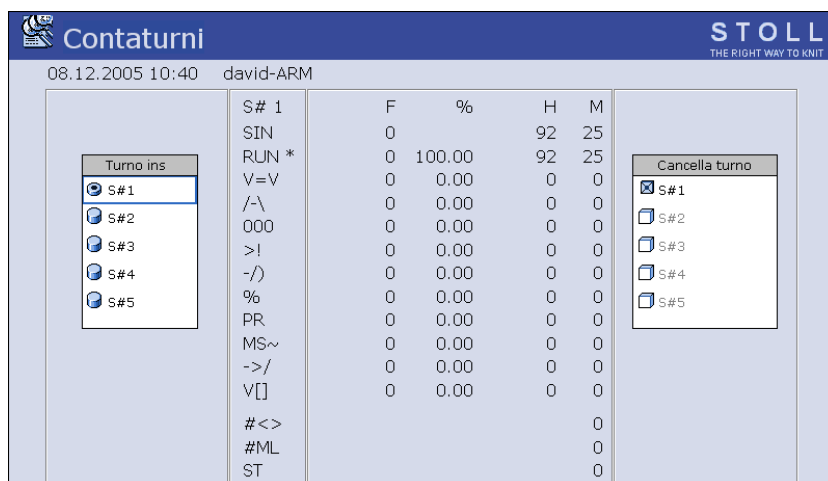 Contaturni
STOLL
THE RIGHT WAY TO KNIT
08.12.2005 10:40 david-ARM
Turno ins
S#1
S#2
S#3
S#4
S#5
S# 1 F % H M
SIN 0 92 25
RUN * 0 100.00 92 25
V=V 0 0.00 0 0
/-\ 0 0.00 0 0
000 0 0.00 0 0
>! 0 0.00 0 0
-/) 0 0.00 0 0
% 0 0.00 0 0
PR 0 0.00 0 0
MS~ 0 0.00 0 0
->/ 0 0.00 0 0
V[] 0 0.00 0 0
#<> 0
#ML 0
ST 0
Cancella turno
S#1
S#2
S#3
S#4
S#5